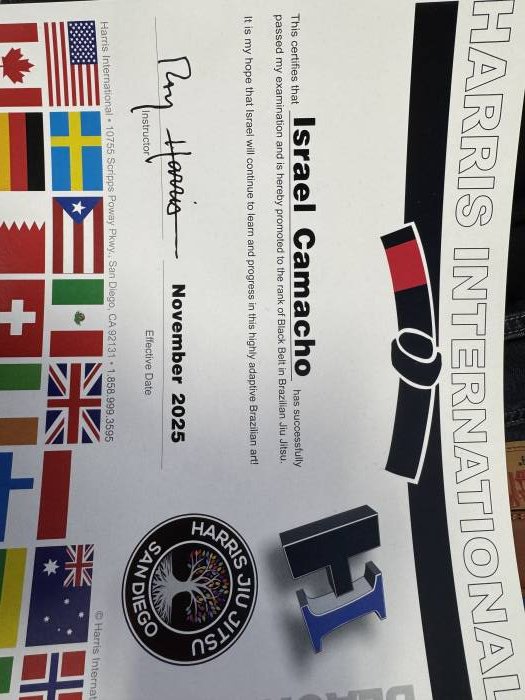 HARRIS INTERNATIONAL
This certifies that Israel Camacho has successfully
passed my examination and is hereby promoted to the rank of Black Belt in Brazilian Jiu Jitsu.
It is my hope that Israel will continue to learn and progress in this highly adaptive Brazilian art!
Roy Harris
Instructor
November 2025
Effective Date
H I
HARRIS JIU JITSU
SAN DIEGO
Harris International • 10755 Scripps Poway Pkwy., San Diego, CA 92131 • 1.858.999.3595
© Harris Internat